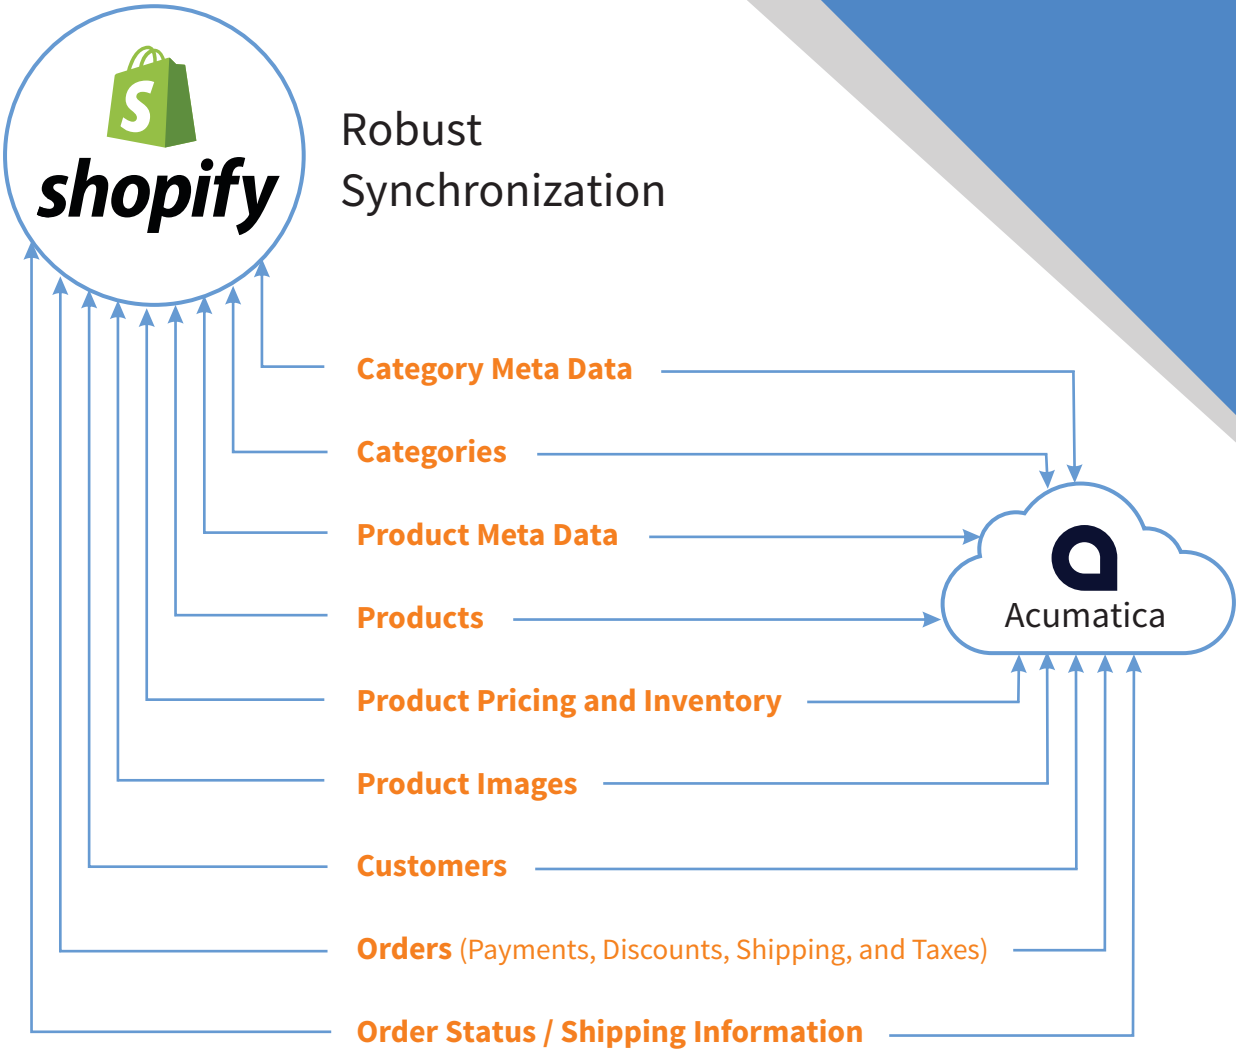 S
shopify
Robust
Synchronization
Category Meta Data
Categories
Product Meta Data
Products
Acumatica
Product Pricing and Inventory
Product Images
Customers
Orders (Payments, Discounts, Shipping, and Taxes)
Order Status / Shipping Information